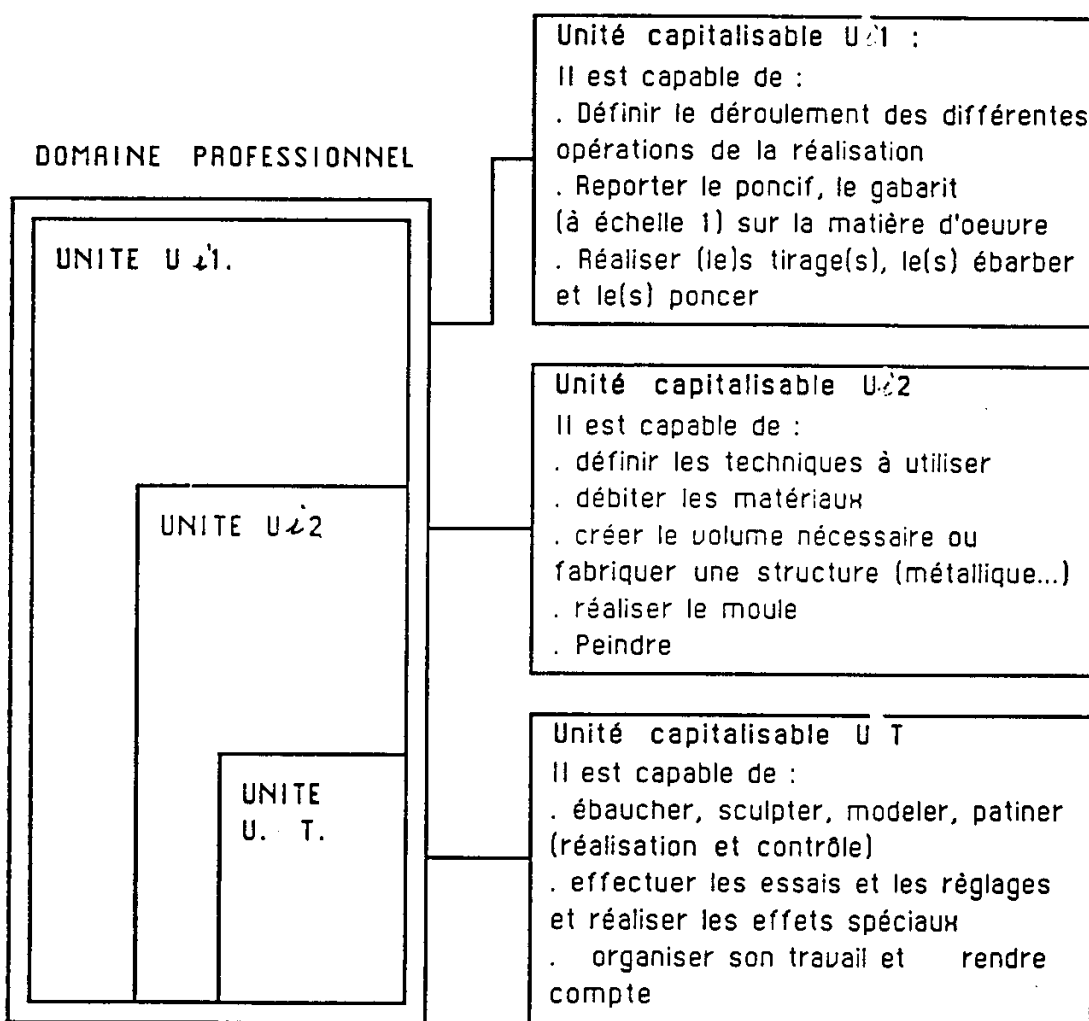 DOMAINE PROFESSIONNEL
UNITE U i1.
UNITE Ui2
UNITE
U. T.
Unité capitalisable Ui1 :
Il est capable de :
. Définir le déroulement des différentes
opérations de la réalisation
. Reporter le poncif, le gabarit
(à échelle 1) sur la matière d'oeuvre
. Réaliser (le)s tirage(s), le(s) ébarber
et le(s) poncer
Unité capitalisable Ui2
Il est capable de :
. définir les techniques à utiliser
. débiter les matériaux
. créer le volume nécessaire ou
fabriquer une structure (métallique...)
. réaliser le moule
. Peindre
Unité capitalisable U T
Il est capable de :
. ébaucher, sculpter, modeler, patiner
(réalisation et contrôle)
. effectuer les essais et les règlages
et réaliser les effets spéciaux
. organiser son travail et rendre
compte